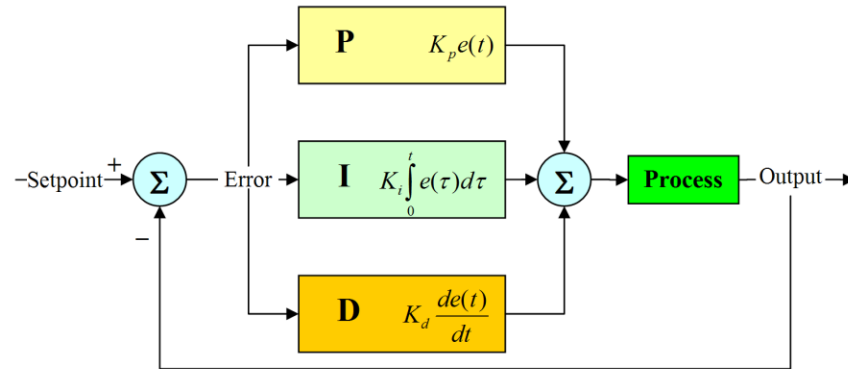 P K_p e(t)
+
Setpoint Σ Error I K_i ∫_0^t e(τ)dτ Σ Process Output
−
D K_d de(t)/dt